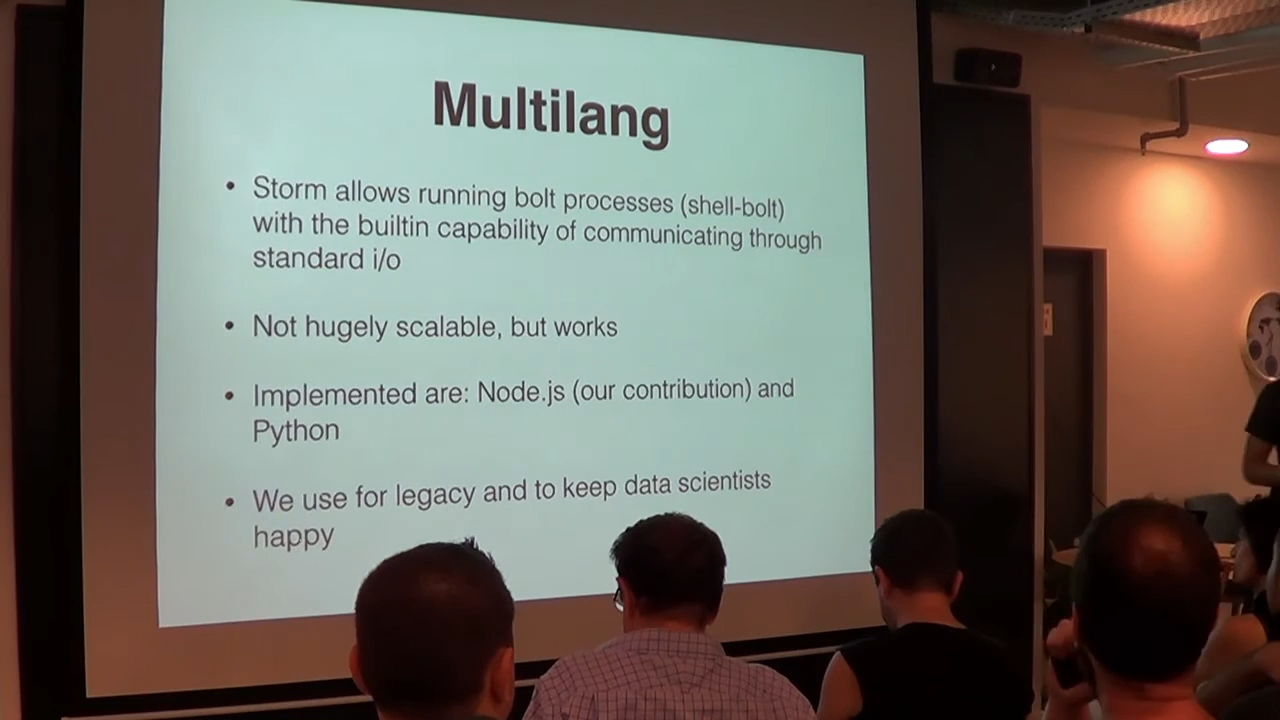 Multilang
• Storm allows running bolt processes (shell-bolt)
with the builtin capability of communicating through
standard i/o
• Not hugely scalable, but works
• Implemented are: Node.js (our contribution) and
Python
• We use for legacy and to keep data scientists
happy